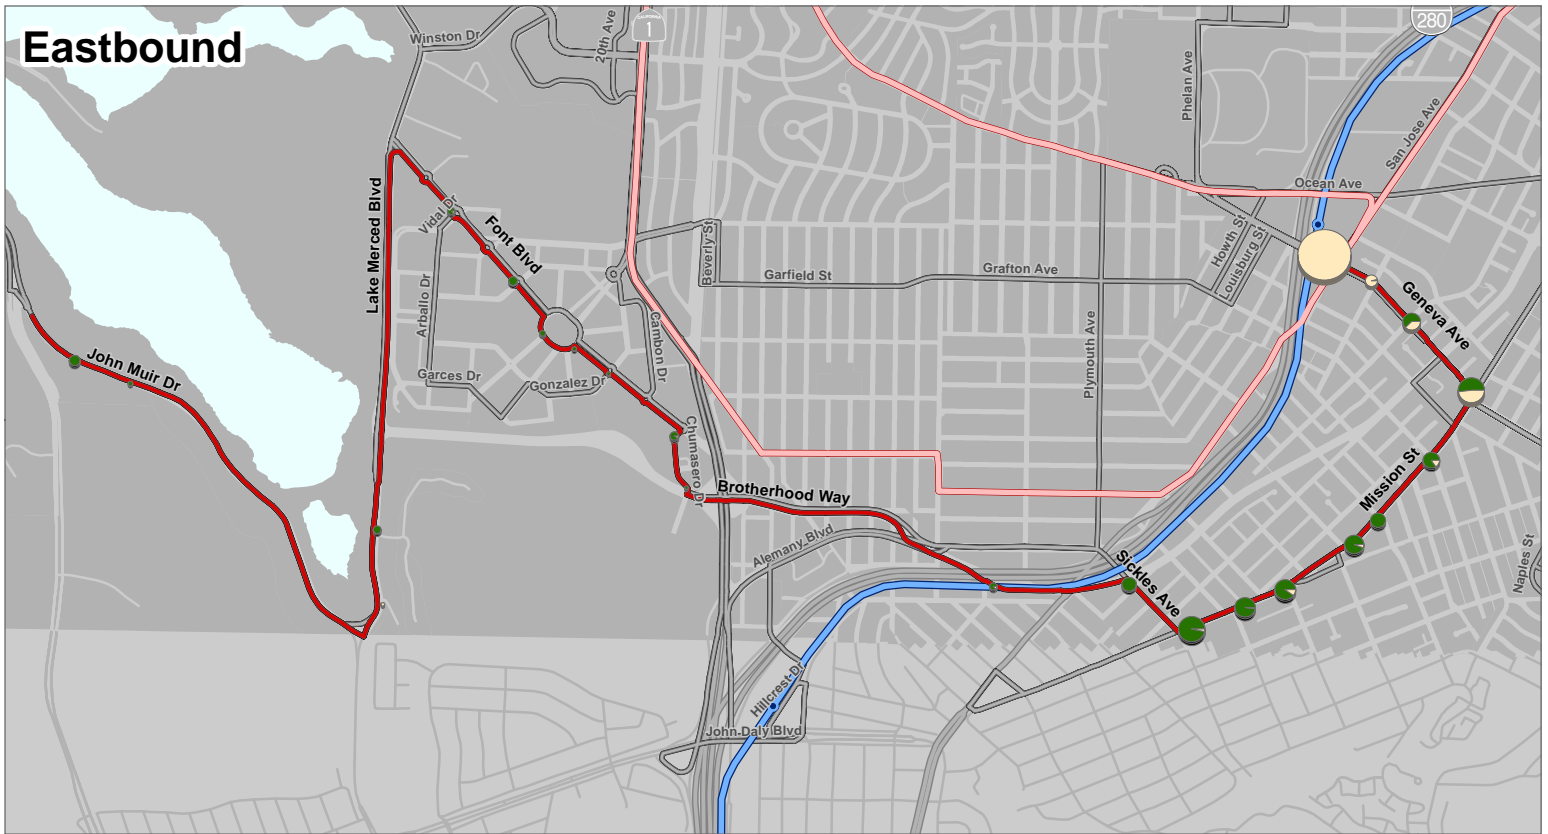 Eastbound
Winston Dr
20th Ave
CALIFORNIA
1
280
Phelan Ave
San Jose Ave
Ocean Ave
Lake Merced Blvd
Vidal Dr
Font Blvd
Beverly St
Howth St
Louisburg St
Garfield St
Grafton Ave
Arballo Dr
Cambon Dr
Plymouth Ave
Geneva Ave
John Muir Dr
Garces Dr
Gonzalez Dr
Chumasero Dr
Brotherhood Way
Mission St
Alemany Blvd
Sickles Ave
Naples St
Hillcrest Dr
John Daly Blvd